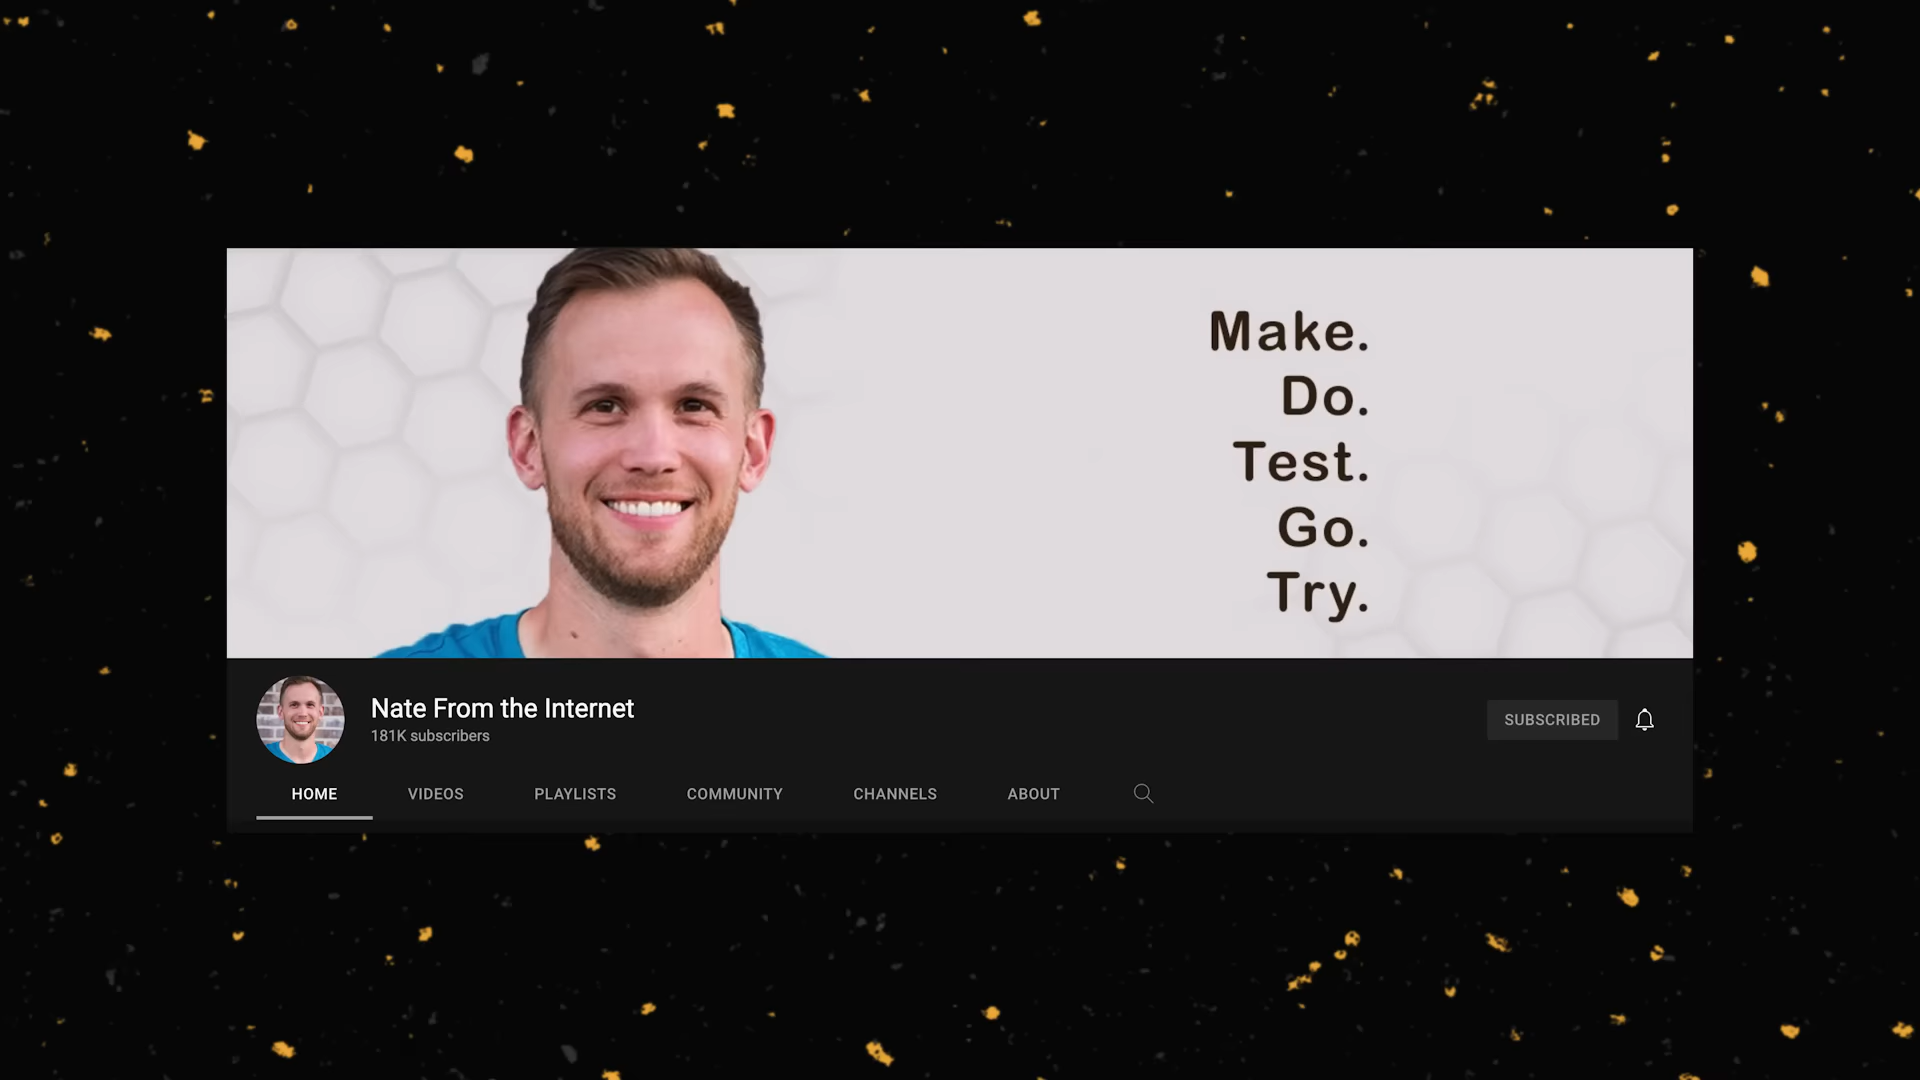 Make.
Do.
Test.
Go.
Try.
Nate From the Internet
181K subscribers
SUBSCRIBED
HOME VIDEOS PLAYLISTS COMMUNITY CHANNELS ABOUT